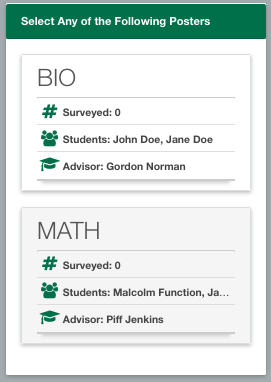 Select Any of the Following Posters
BIO
Surveyed: 0
Students: John Doe, Jane Doe
Advisor: Gordon Norman
MATH
Surveyed: 0
Students: Malcolm Function, Ja...
Advisor: Piff Jenkins